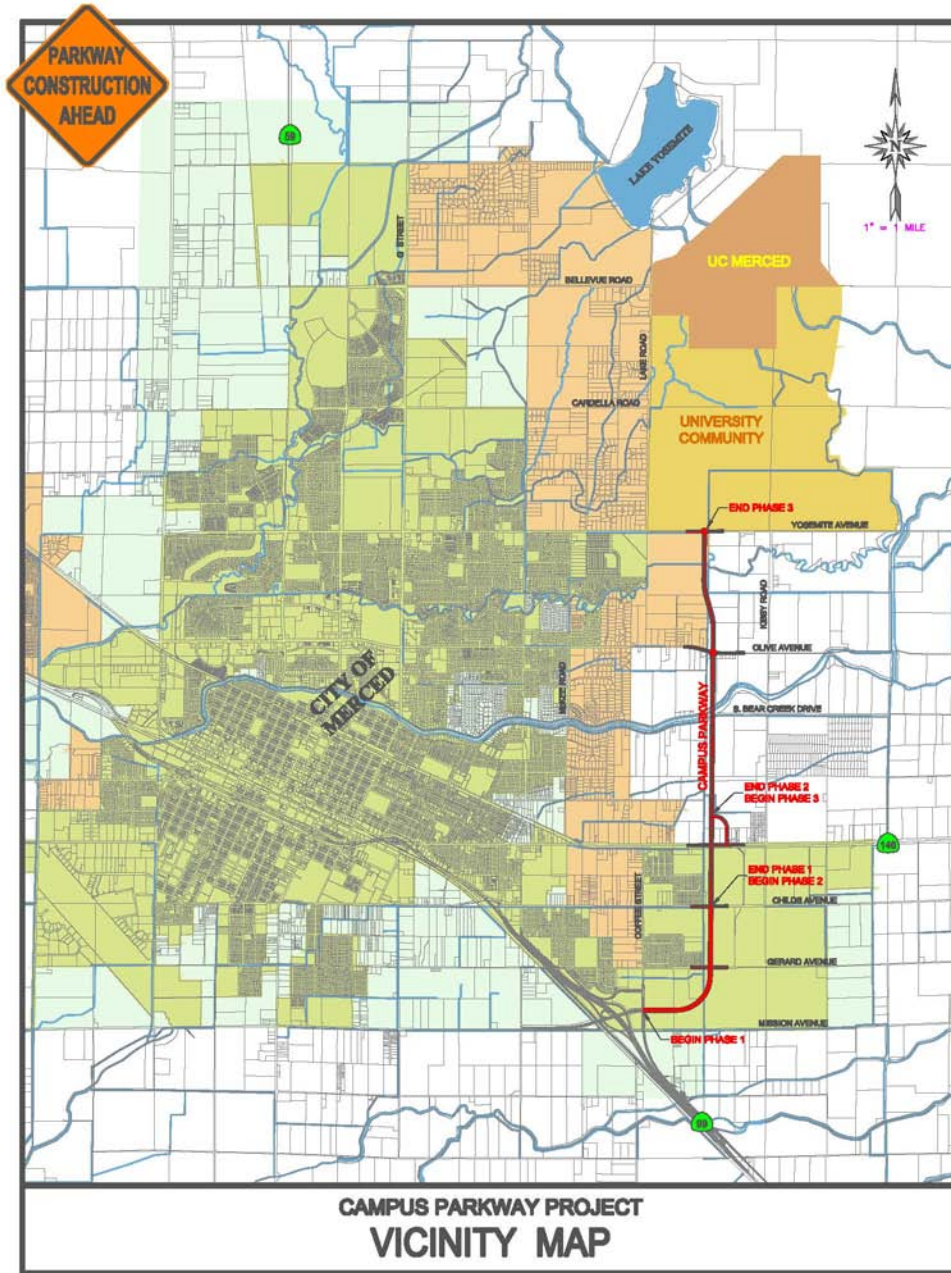 PARKWAY
CONSTRUCTION
AHEAD
59
LAKE YOSEMITE
N
1" = 1 MILE
G STREET
UC MERCED
BELLEVUE ROAD
LAKE ROAD
CARDELLA ROAD
UNIVERSITY
COMMUNITY
END PHASE 3
YOSEMITE AVENUE
KIBBY ROAD
OLIVE AVENUE
CITY OF
MERCED
MCKEE ROAD
S. BEAR CREEK DRIVE
CAMPUS PARKWAY
END PHASE 2
BEGIN PHASE 3
140
END PHASE 1
BEGIN PHASE 2
CHILDS AVENUE
COFFEE STREET
GERARD AVENUE
MISSION AVENUE
BEGIN PHASE 1
99
CAMPUS PARKWAY PROJECT
VICINITY MAP